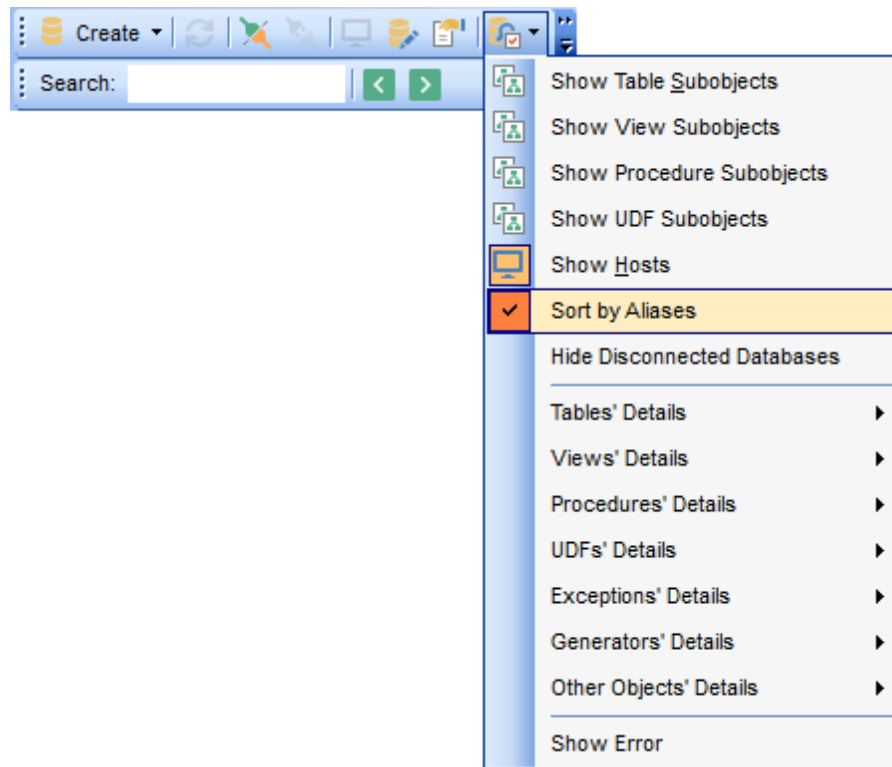 Create
Search:
Show Table Subobjects
Show View Subobjects
Show Procedure Subobjects
Show UDF Subobjects
Show Hosts
Sort by Aliases
Hide Disconnected Databases
Tables' Details
Views' Details
Procedures' Details
UDFs' Details
Exceptions' Details
Generators' Details
Other Objects' Details
Show Error